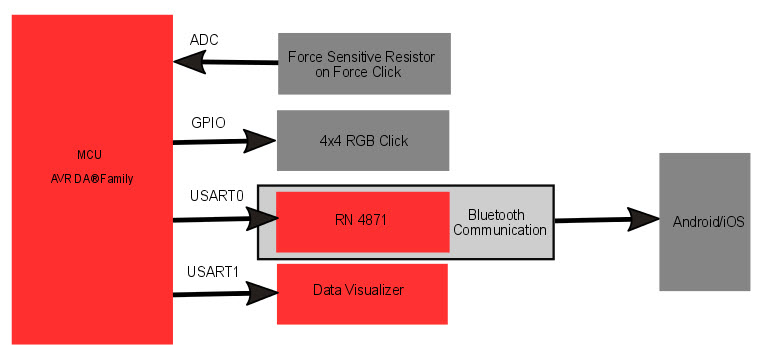 ADC
Force Sensitive Resistor
on Force Click
GPIO
4x4 RGB Click
MCU
AVR DA®Family
USART0
RN 4871
Bluetooth
Communication
Android/iOS
USART1
Data Visualizer